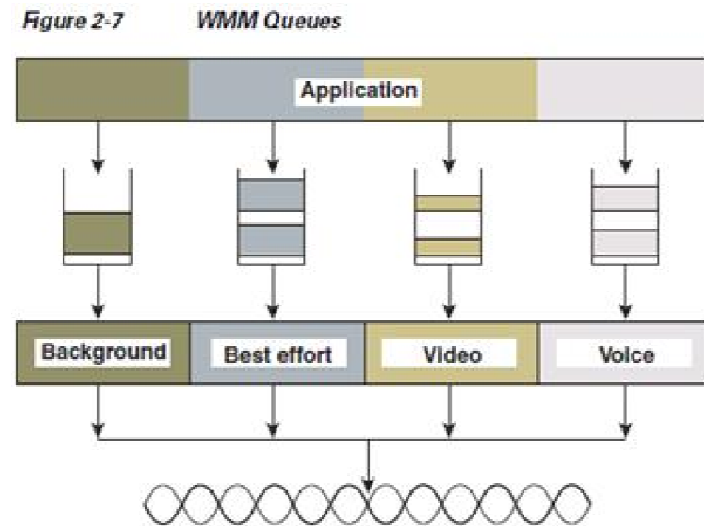 Figure 2-7 WMM Queues
Application
Background Best effort Video Voice